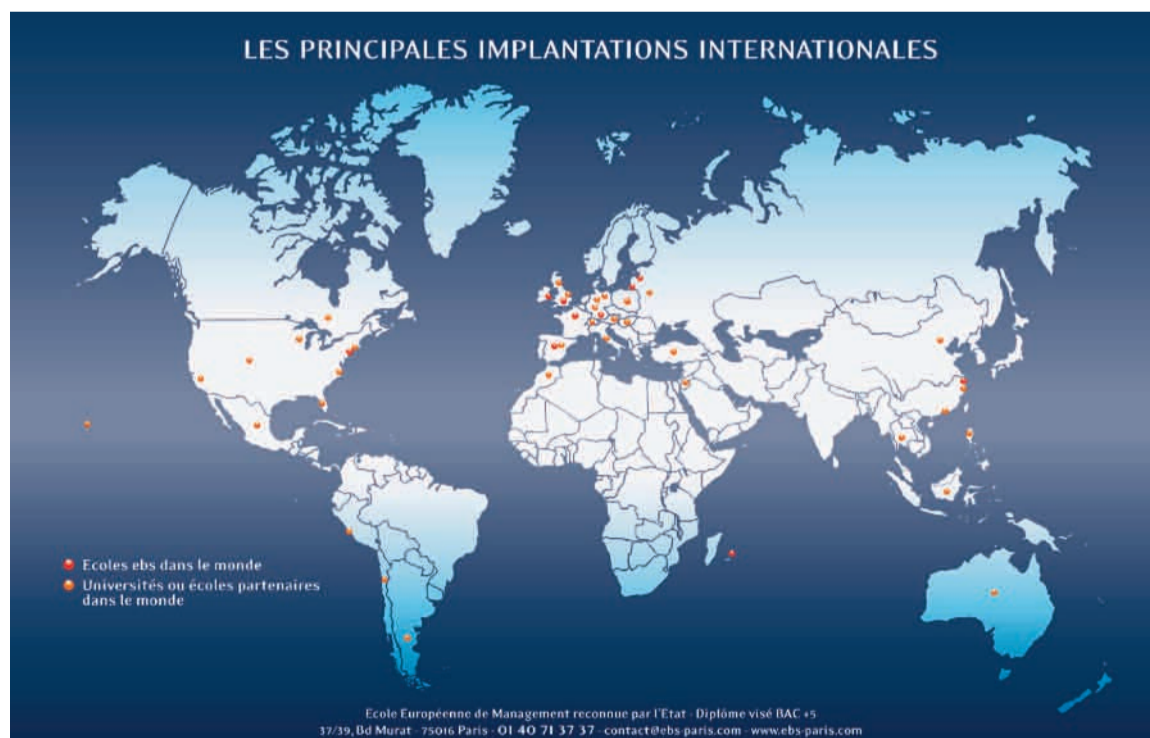 LES PRINCIPALES IMPLANTATIONS INTERNATIONALES
Ecoles ebs dans le monde
Universités ou écoles partenaires
dans le monde
Ecole Européenne de Management reconnue par l'Etat - Diplôme visé BAC +5
37/39, Bd Murat - 75016 Paris - 01 40 71 37 37 - contact@ebs-paris.com - www.ebs-paris.com